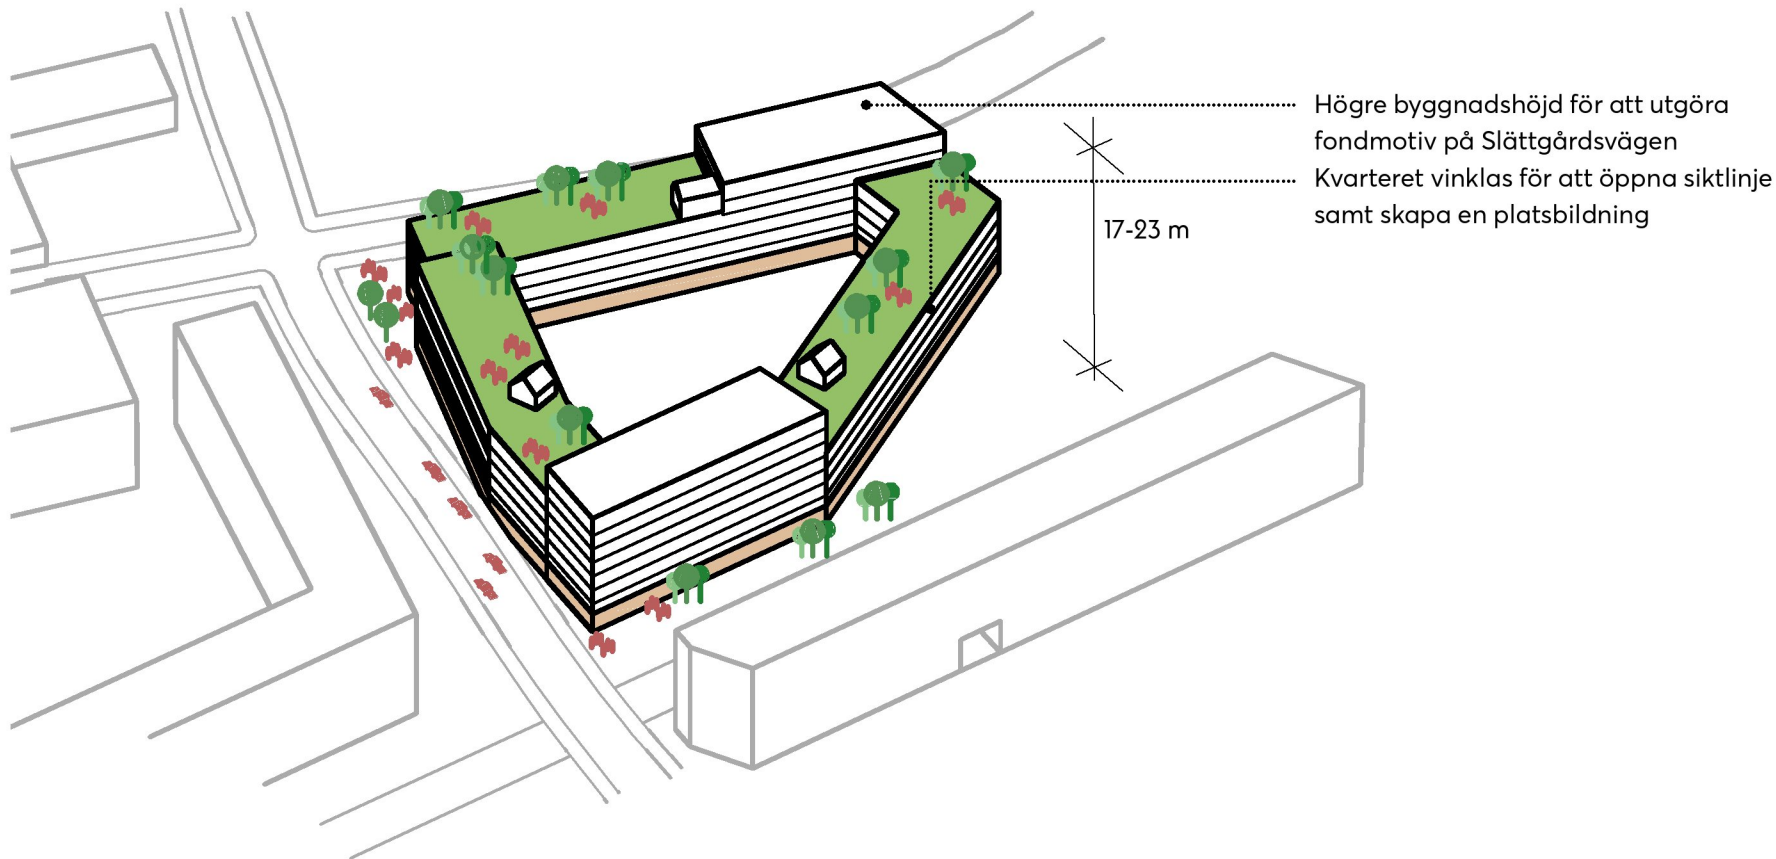 Högre byggnadshöjd för att utgöra
fondmotiv på Slättgårdsvägen
Kvarteret vinklas för att öppna siktlinje
samt skapa en platsbildning
17-23 m